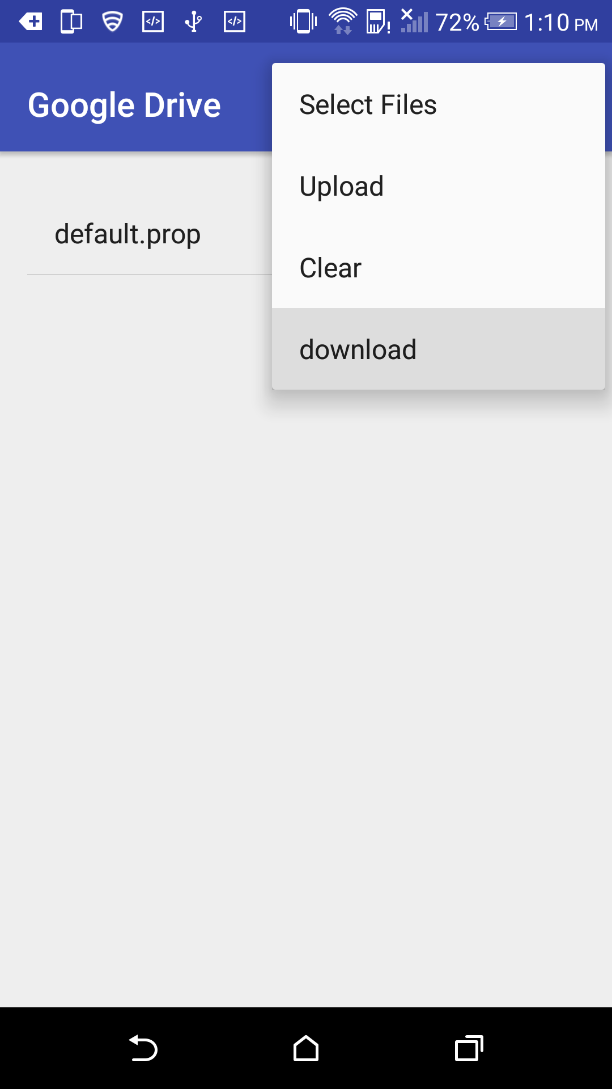 72% 1:10 PM
Google Drive
Select Files
Upload
default.prop
Clear
download